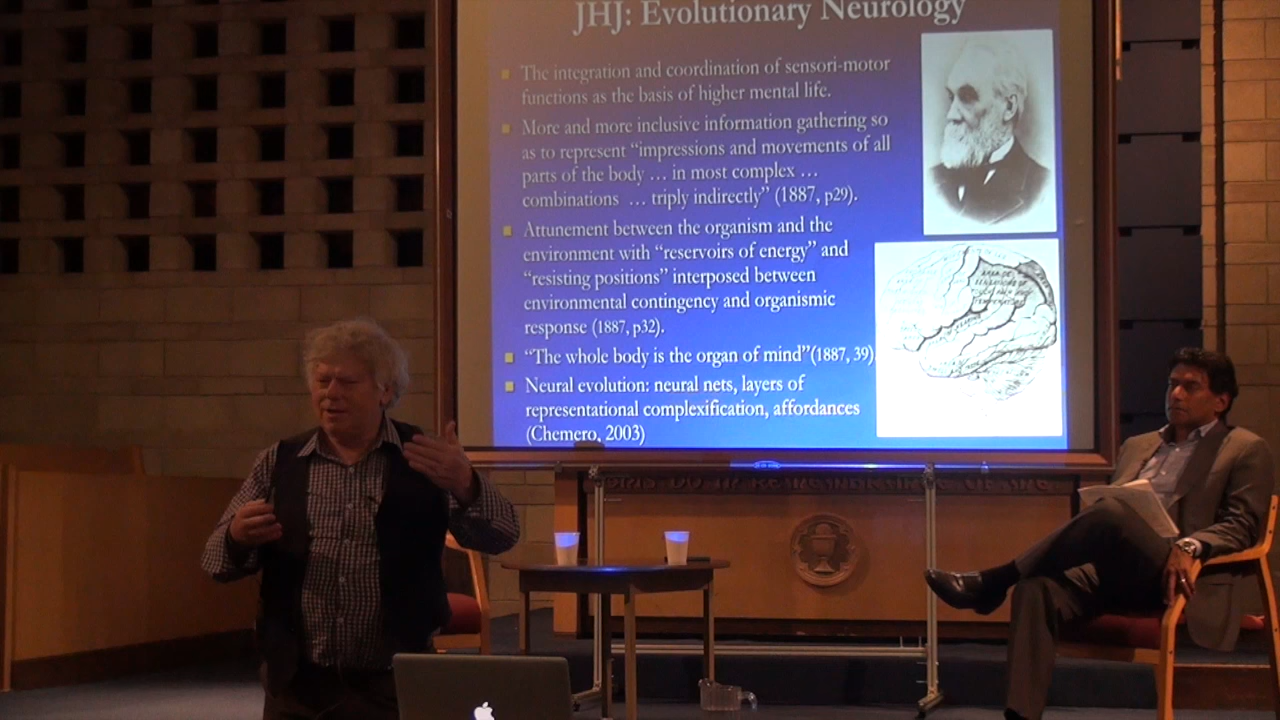 JHJ: Evolutionary Neurology
The integration and coordination of sensori-motor
functions as the basis of higher mental life.
More and more inclusive information gathering so
as to represent “impressions and movements of all
parts of the body … in most complex …
combinations … triply indirectly” (1887, p29).
Attunement between the organism and the
environment with “reservoirs of energy” and
“resisting positions” interposed between
environmental contingency and organismic
response (1887, p32).
“The whole body is the organ of mind”(1887, 39)
Neural evolution: neural nets, layers of
representational complexification, affordances
(Chemero, 2003)